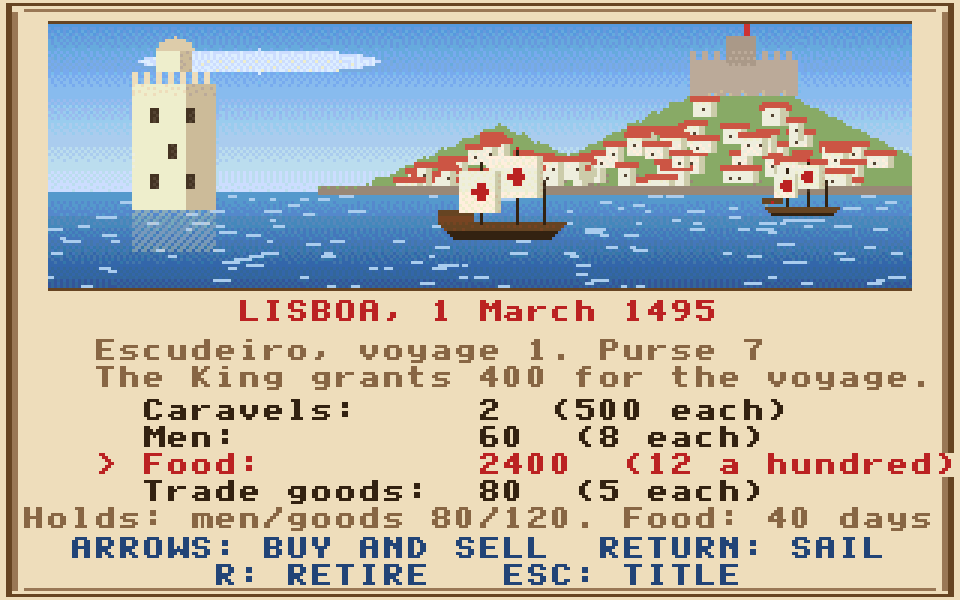 LISBOA, 1 March 1495
Escudeiro, voyage 1. Purse 7
The King grants 400 for the voyage.
Caravels: 2 (500 each)
Men: 60 (8 each)
> Food: 2400 (12 a hundred)
Trade goods: 80 (5 each)
Holds: men/goods 80/120. Food: 40 days
ARROWS: BUY AND SELL RETURN: SAIL
R: RETIRE ESC: TITLE